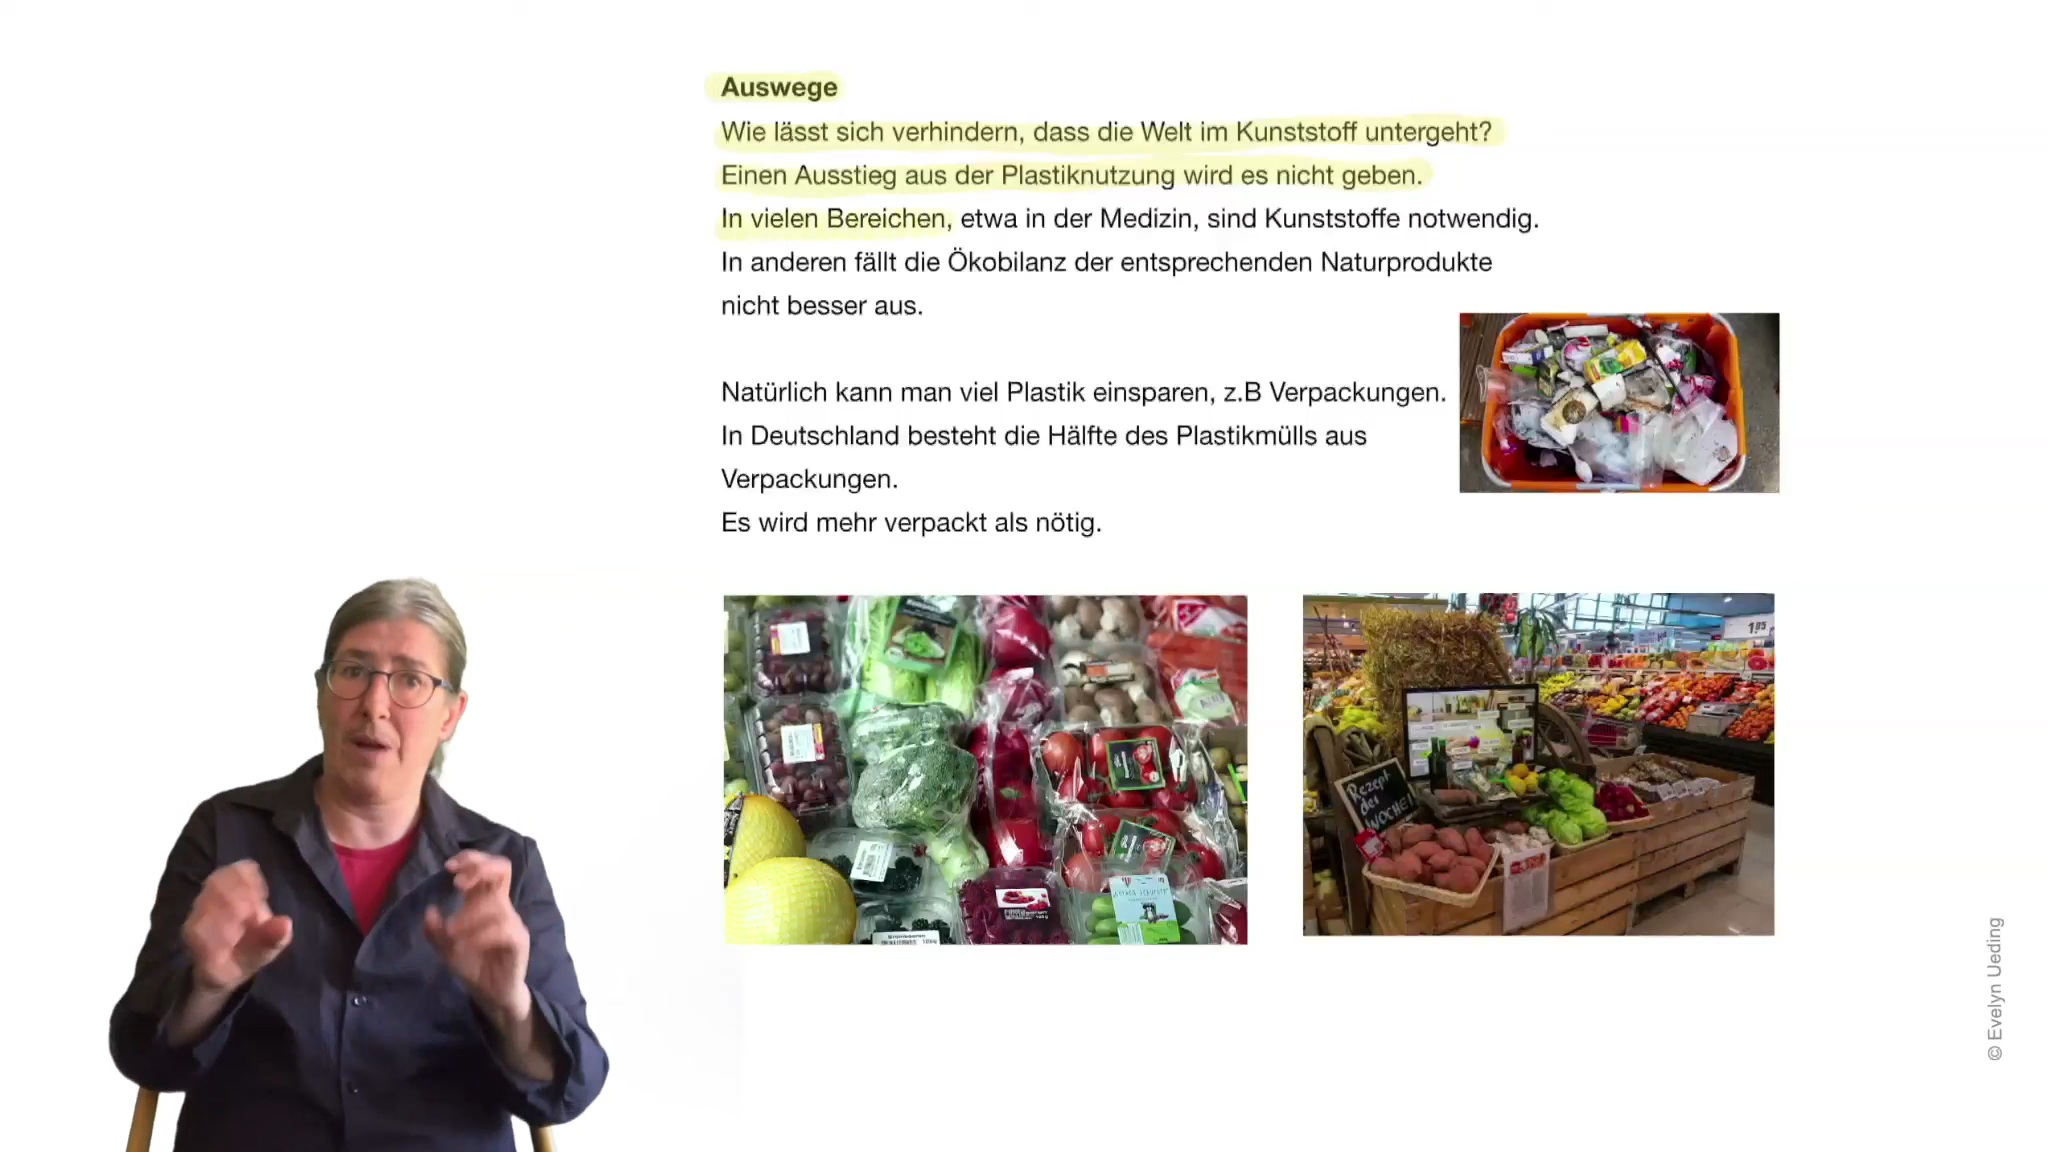 Auswege
Wie lässt sich verhindern, dass die Welt im Kunststoff untergeht?
Einen Ausstieg aus der Plastiknutzung wird es nicht geben.
In vielen Bereichen, etwa in der Medizin, sind Kunststoffe notwendig.
In anderen fällt die Ökobilanz der entsprechenden Naturprodukte
nicht besser aus.
Natürlich kann man viel Plastik einsparen, z.B Verpackungen.
In Deutschland besteht die Hälfte des Plastikmülls aus
Verpackungen.
Es wird mehr verpackt als nötig.
Rezept
der
WOCHE!
© Evelyn Ueding